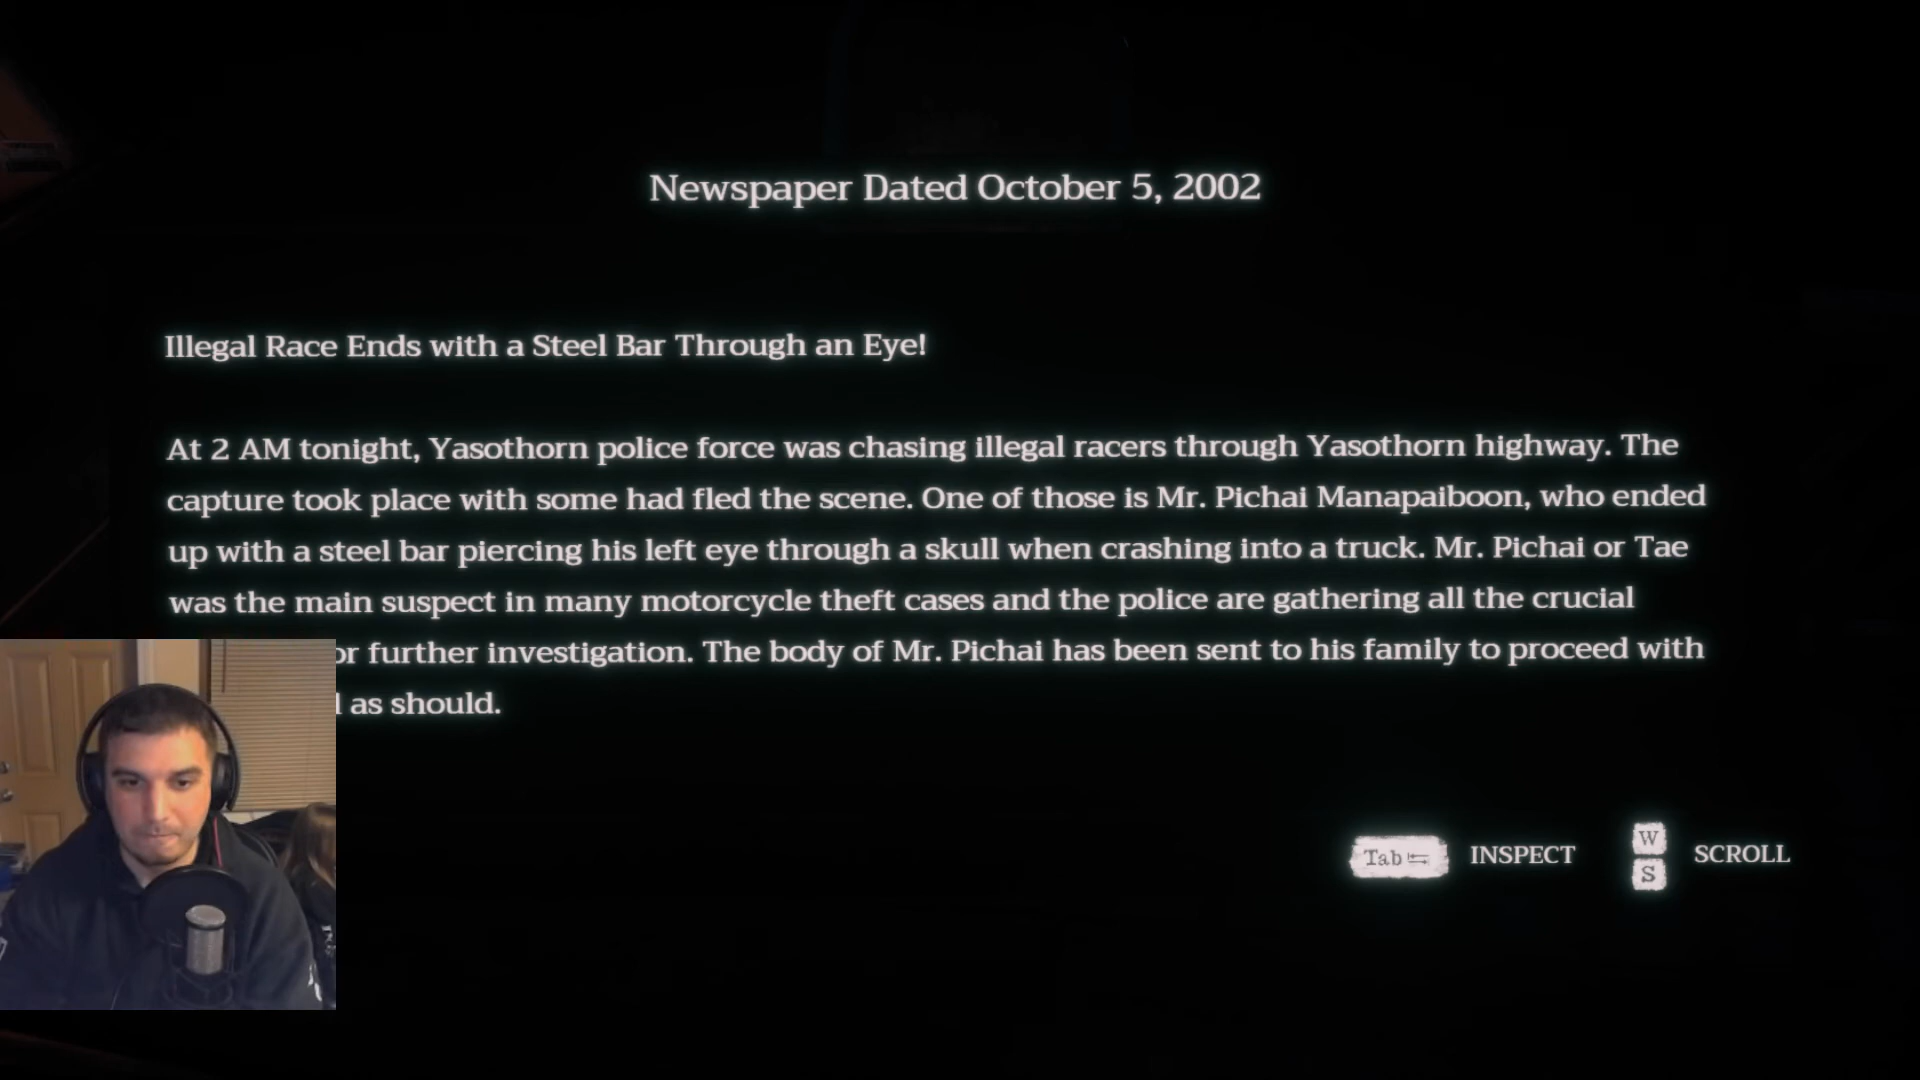 Newspaper Dated October 5, 2002
Illegal Race Ends with a Steel Bar Through an Eye!
At 2 AM tonight, Yasothorn police force was chasing illegal racers through Yasothorn highway. The
capture took place with some had fled the scene. One of those is Mr. Pichai Manapaiboon, who ended
up with a steel bar piercing his left eye through a skull when crashing into a truck. Mr. Pichai or Tae
was the main suspect in many motorcycle theft cases and the police are gathering all the crucial
further investigation. The body of Mr. Pichai has been sent to his family to proceed with
as should.
Tab INSPECT W S SCROLL